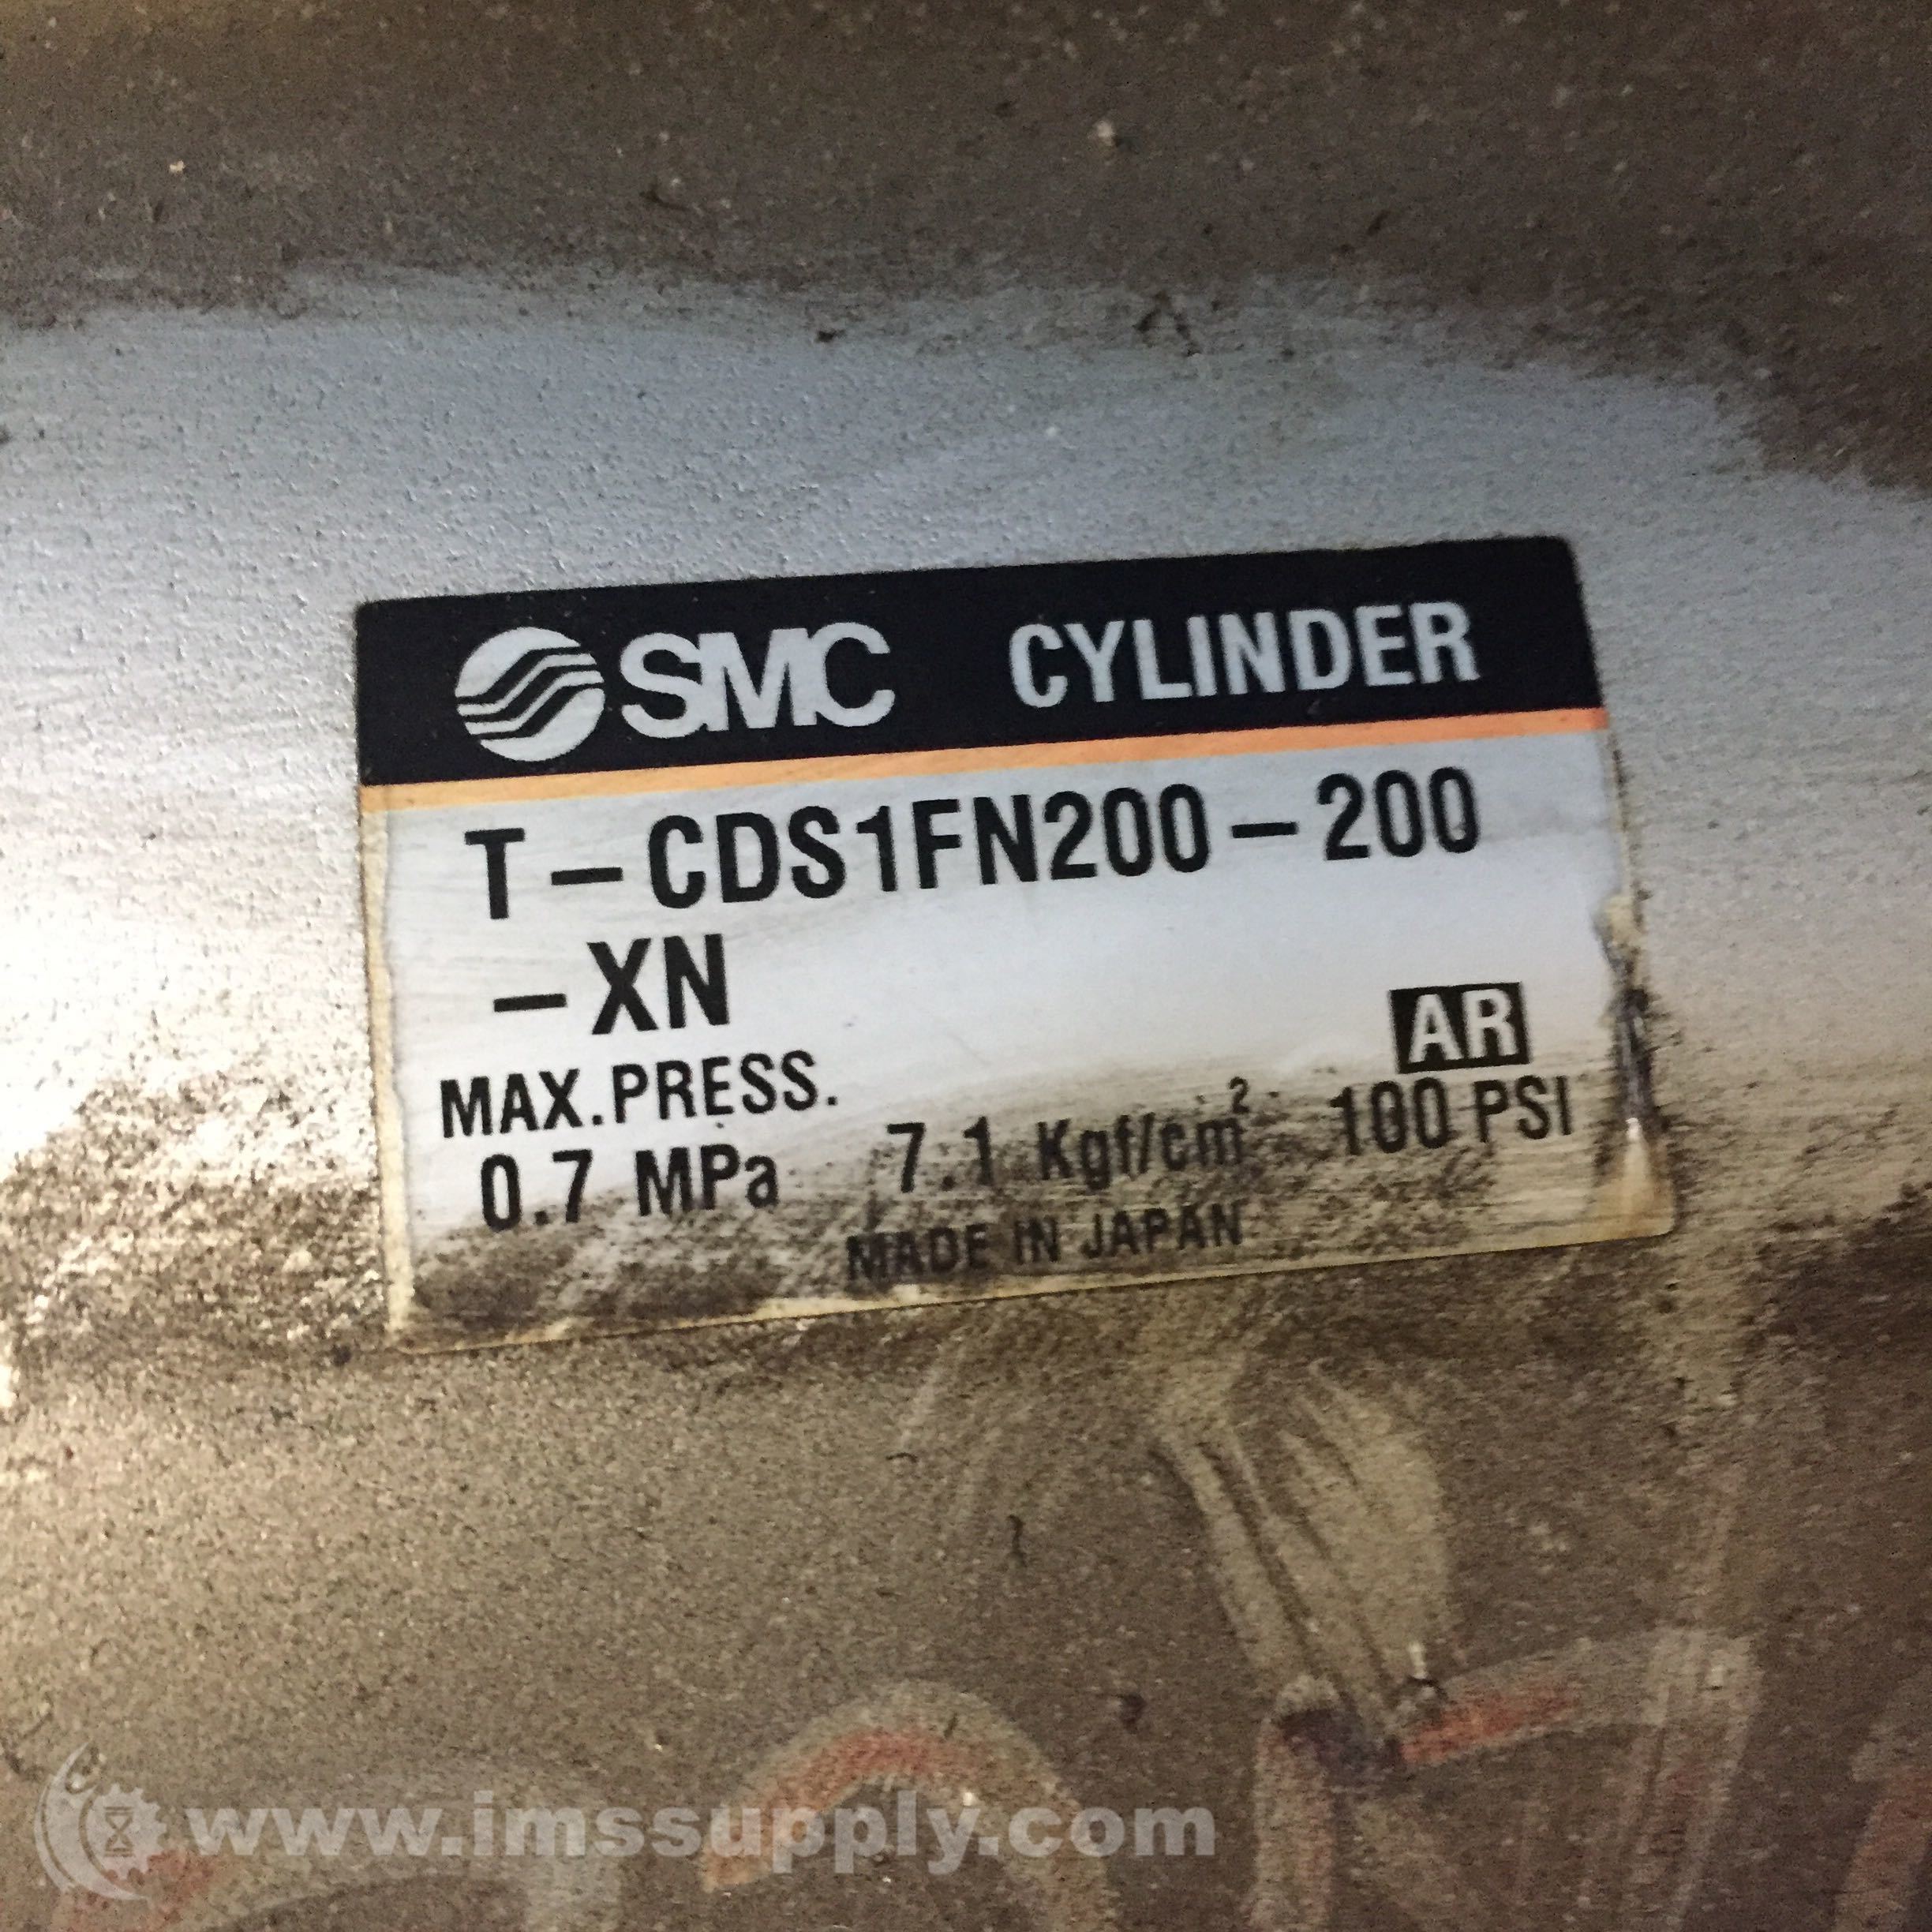 SMC CYLINDER
T-CDS1FN200-200
-XN
AR
MAX.PRESS.
0.7 MPa 7.1 Kgf/cm² 100 PSI
MADE IN JAPAN
www.imssupply.com